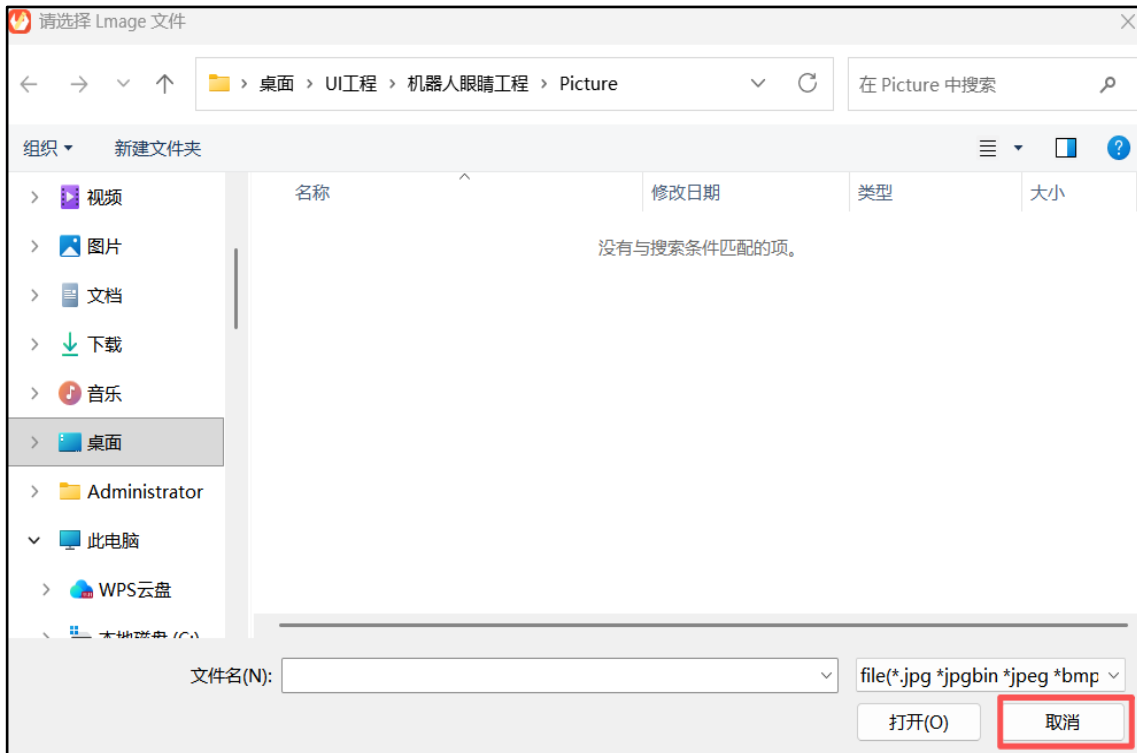 请选择 Lmage 文件
桌面 › UI工程 › 机器人眼睛工程 › Picture
在 Picture 中搜索
组织 新建文件夹
名称 修改日期 类型 大小
没有与搜索条件匹配的项。
视频
图片
文档
下载
音乐
桌面
Administrator
此电脑
WPS云盘
本地磁盘 (C:)
文件名(N):
file(*.jpg *jpgbin *jpeg *bmp
打开(O) 取消